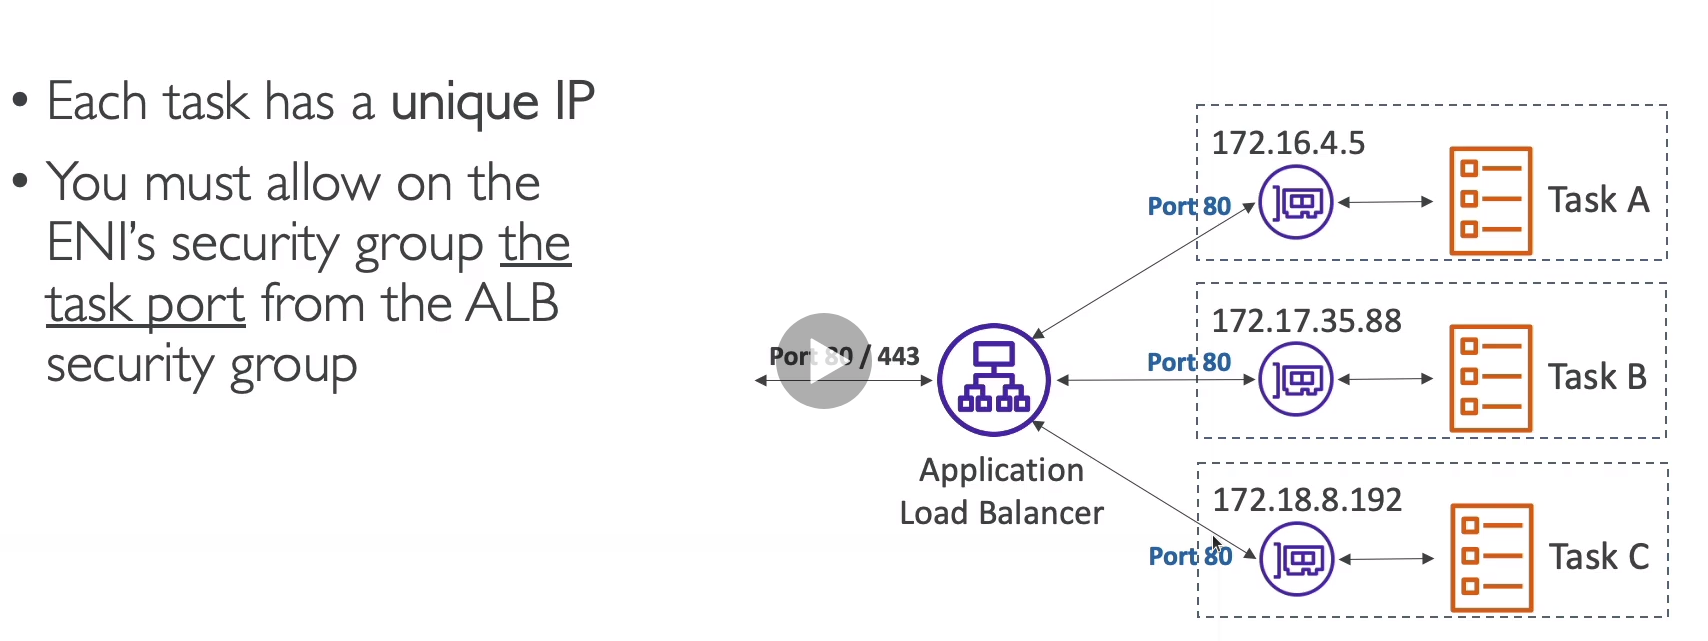 • Each task has a unique IP
• You must allow on the
ENI's security group the
task port from the ALB
security group
Port 80 / 443
Application
Load Balancer
172.16.4.5
Port 80
Task A
172.17.35.88
Port 80
Task B
172.18.8.192
Port 80
Task C